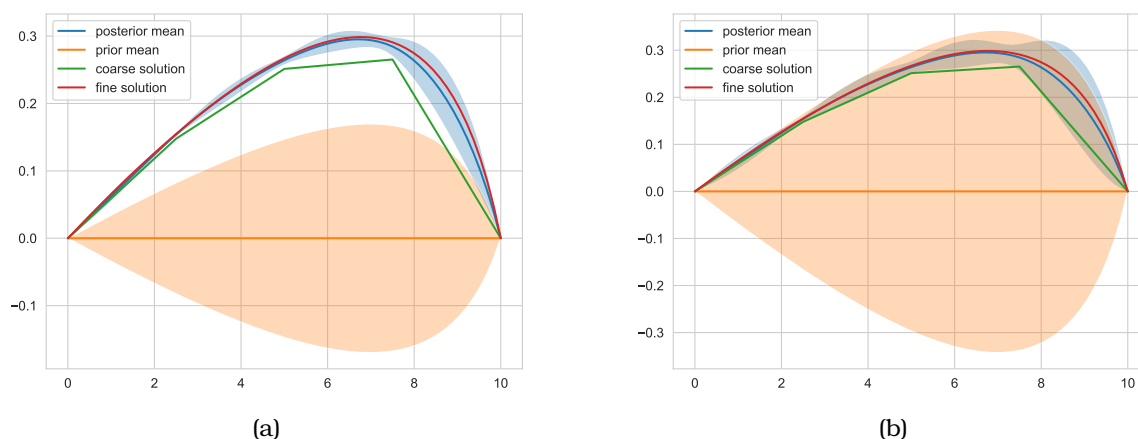 posterior mean
prior mean
coarse solution
fine solution
0.3
0.2
0.1
0.0
−0.1
0 2 4 6 8 10
(a)
posterior mean
prior mean
coarse solution
fine solution
0.3
0.2
0.1
0.0
−0.1
−0.2
−0.3
0 2 4 6 8 10
(b)